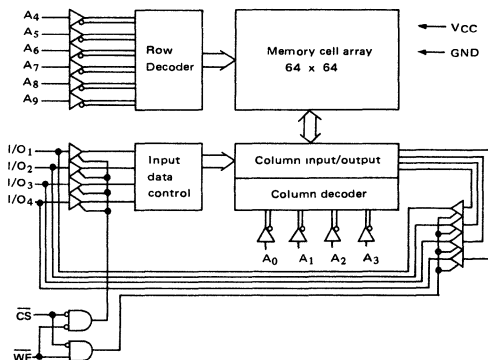 A4
A5
A6
A7
A8
A9
Row
Decoder
Memory cell array
64 x 64
VCC
GND
I/O1
I/O2
I/O3
I/O4
Input
data
control
Column input/output
Column decoder
A0 A1 A2 A3
CS
WE